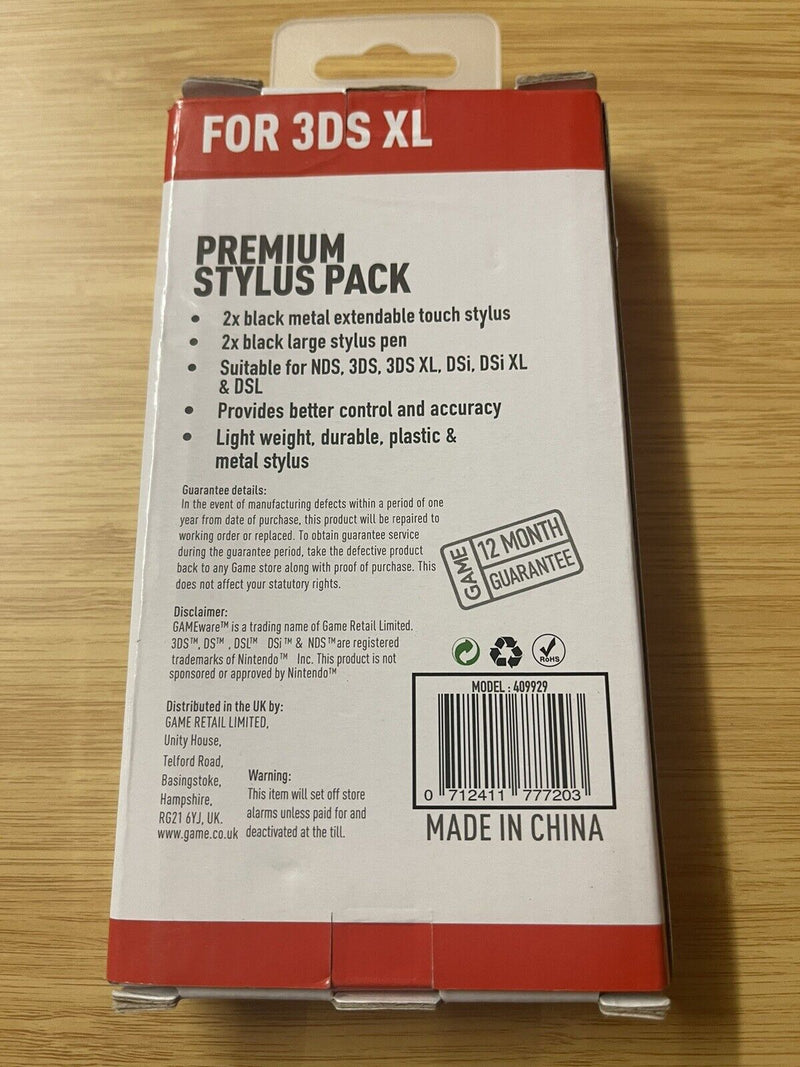 FOR 3DS XL
PREMIUM
STYLUS PACK
• 2x black metal extendable touch stylus
• 2x black large stylus pen
• Suitable for NDS, 3DS, 3DS XL, DSi, DSi XL
& DSL
• Provides better control and accuracy
• Light weight, durable, plastic &
metal stylus
Guarantee details:
In the event of manufacturing defects within a period of one
year from date of purchase, this product will be repaired to
working order or replaced. To obtain guarantee service
during the guarantee period, take the defective product
back to any Game store along with proof of purchase. This
does not affect your statutory rights.
GAME
12 MONTH
GUARANTEE
Disclaimer:
GAMEware™ is a trading name of Game Retail Limited.
3DS™, DS™ , DSL™ DSi™ & NDS™are registered
trademarks of Nintendo™ Inc. This product is not
sponsored or approved by Nintendo™
RoHS
Distributed in the UK by:
GAME RETAIL LIMITED,
Unity House,
Telford Road,
Basingstoke,
Hampshire,
RG21 6YJ, UK.
www.game.co.uk
Warning:
This item will set off store
alarms unless paid for and
deactivated at the till.
MODEL : 409929
0 712411 777203
MADE IN CHINA